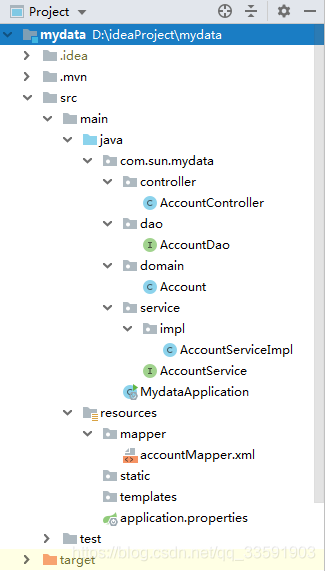 Project
mydata D:\ideaProject\mydata
.idea
.mvn
src
main
java
com.sun.mydata
controller
AccountController
dao
AccountDao
domain
Account
service
impl
AccountServiceImpl
AccountService
MydataApplication
resources
mapper
accountMapper.xml
static
templates
application.properties
test
target
https://blog.csdn.net/qq_33591903